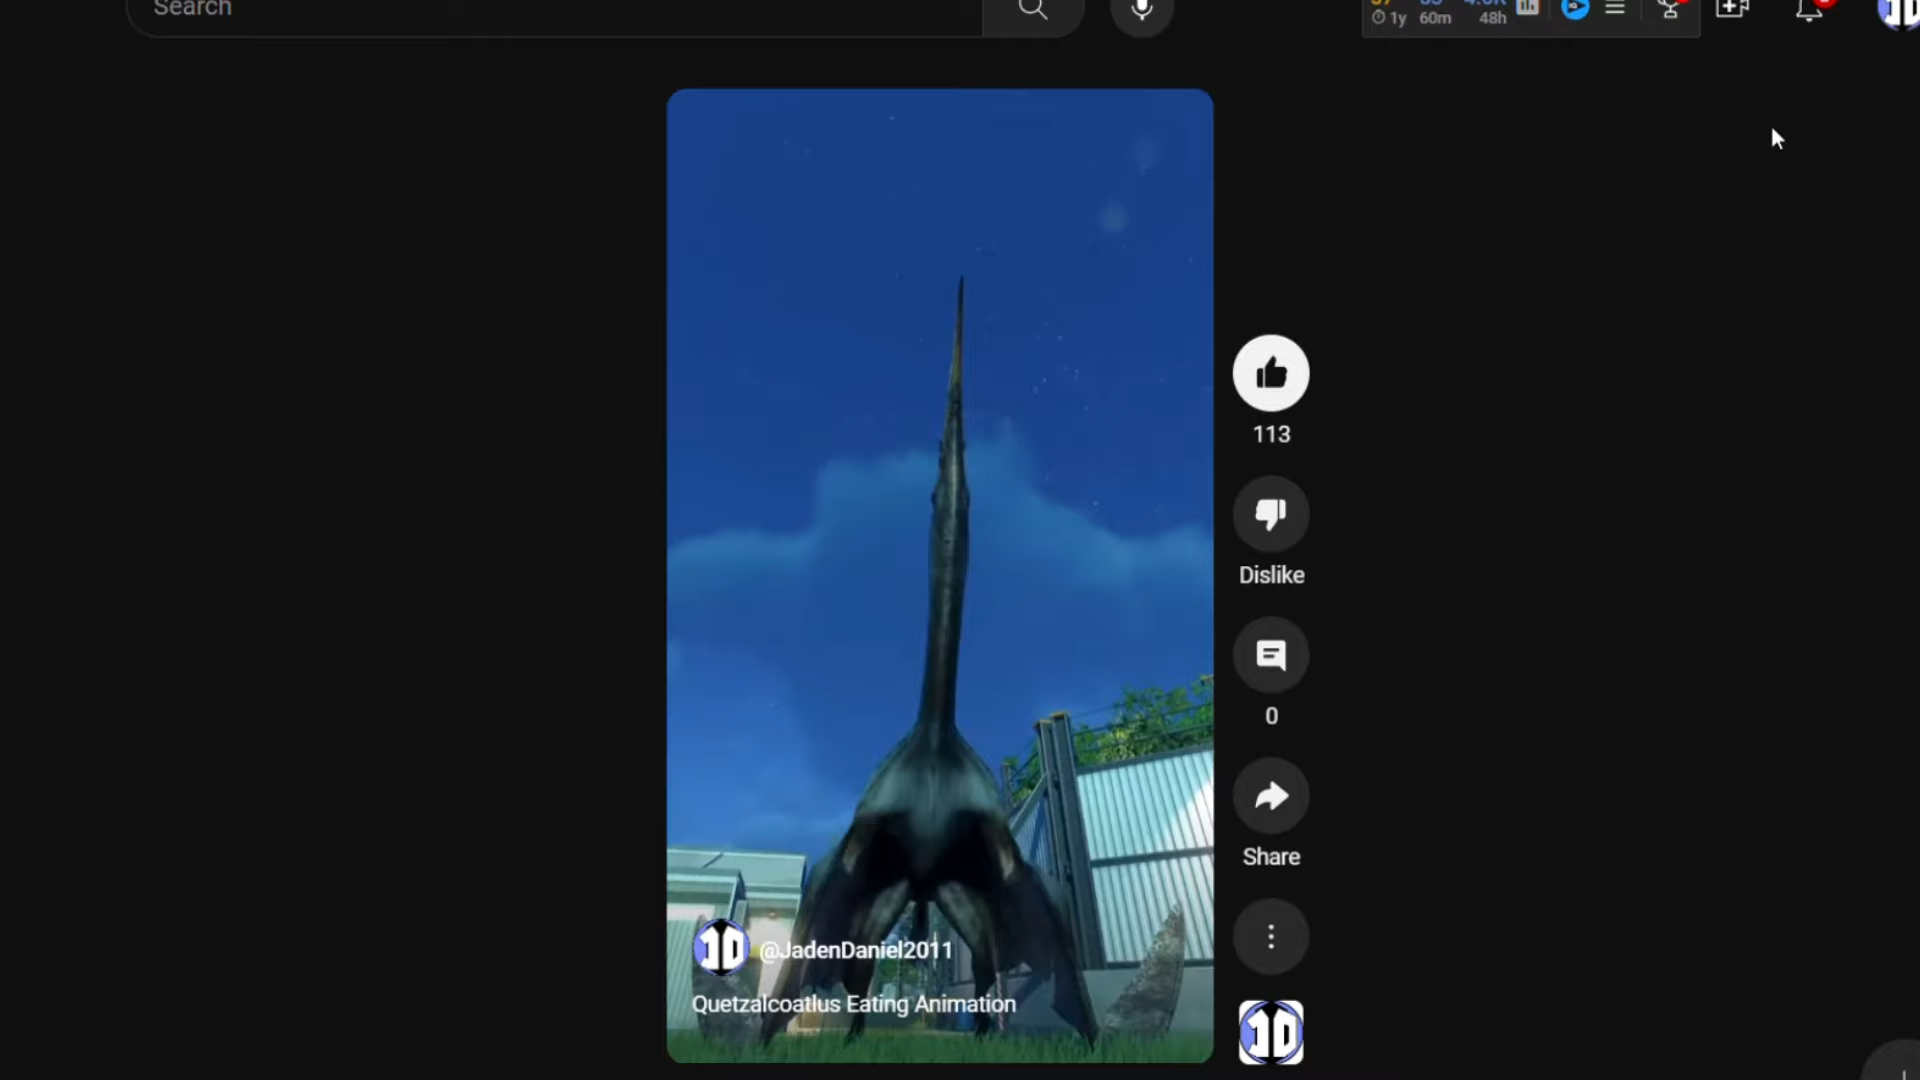 Search
1y 60m 48h
113
Dislike
0
Share
@JadenDaniel2011
Quetzalcoatlus Eating Animation